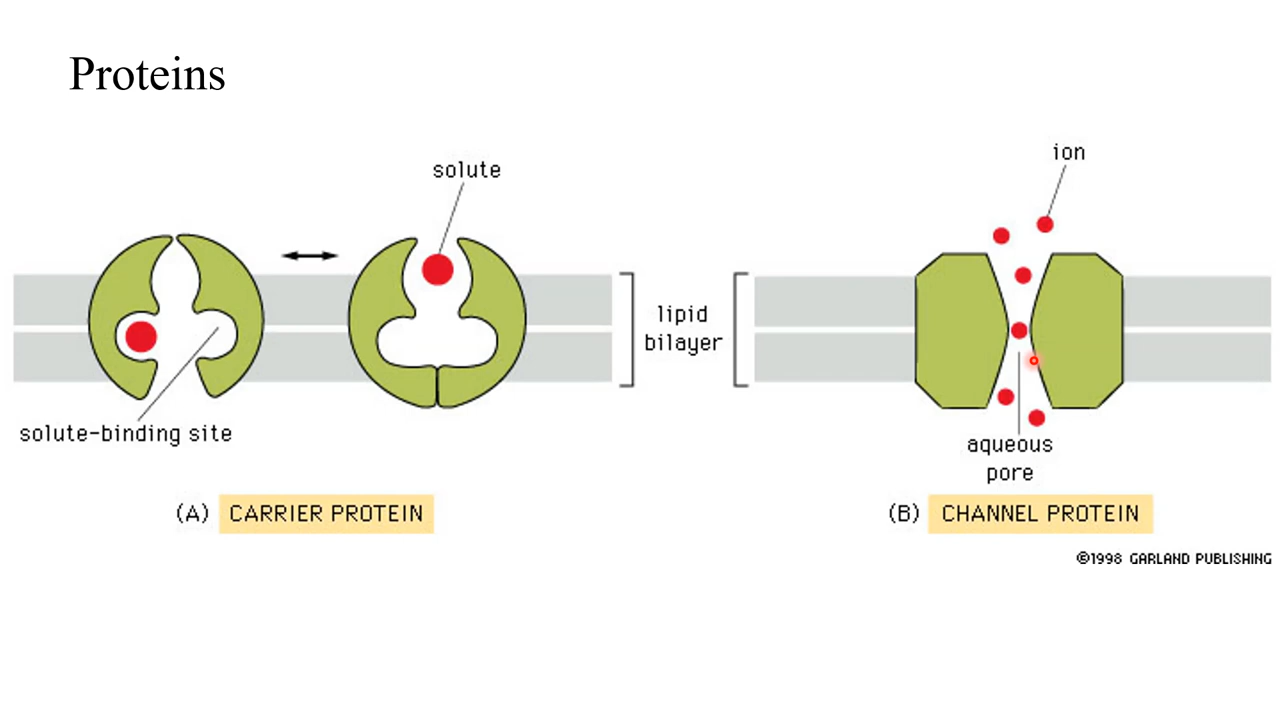 Proteins
solute
ion
lipid
bilayer
solute-binding site
aqueous
pore
(A) CARRIER PROTEIN
(B) CHANNEL PROTEIN
©1998 GARLAND PUBLISHING